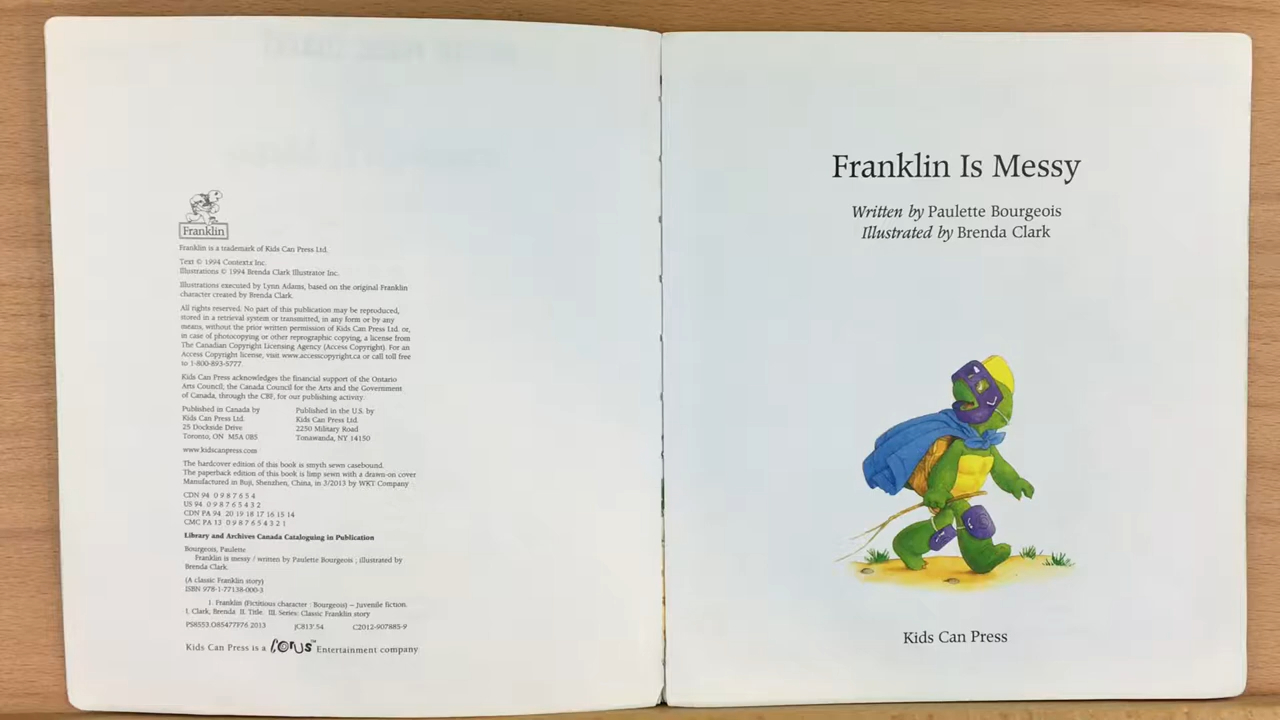 Franklin
Franklin is a trademark of Kids Can Press Ltd.
Text © 1994 Contextx Inc.
Illustrations © 1994 Brenda Clark Illustrator Inc.
Illustrations executed by Lynn Adams, based on the original Franklin
character created by Brenda Clark.
All rights reserved. No part of this publication may be reproduced,
stored in a retrieval system or transmitted, in any form or by any
means, without the prior written permission of Kids Can Press Ltd. or,
in case of photocopying or other reprographic copying, a license from
The Canadian Copyright Licensing Agency (Access Copyright). For an
Access Copyright license, visit www.accesscopyright.ca or call toll free
to 1-800-893-5777.
Kids Can Press acknowledges the financial support of the Ontario
Arts Council, the Canada Council for the Arts and the Government
of Canada, through the CBF, for our publishing activity.
Published in Canada by
Kids Can Press Ltd.
25 Dockside Drive
Toronto, ON M5A 0B5
Published in the U.S. by
Kids Can Press Ltd.
2250 Military Road
Tonawanda, NY 14150
www.kidscanpress.com
The hardcover edition of this book is smyth sewn casebound.
The paperback edition of this book is limp sewn with a drawn-on cover
Manufactured in Buji, Shenzhen, China, in 3/2013 by WKT Company
CDN 94 0 9 8 7 6 5 4
US 94 0 9 8 7 6 5 4 3 2
CDN PA 94 20 19 18 17 16 15 14
CMC PA 13 0 9 8 7 6 5 4 3 2 1
Library and Archives Canada Cataloguing in Publication
Bourgeois, Paulette
Franklin is messy / written by Paulette Bourgeois ; illustrated by
Brenda Clark.
(A classic Franklin story)
ISBN 978-1-77138-000-3
1. Franklin (Fictitious character : Bourgeois) – Juvenile fiction.
I. Clark, Brenda II. Title. III. Series: Classic Franklin story
PS8553.O85477F76 2013 jC813'.54 C2012-907885-9
Kids Can Press is a Corus™ Entertainment company
Franklin Is Messy
Written by Paulette Bourgeois
Illustrated by Brenda Clark
Kids Can Press